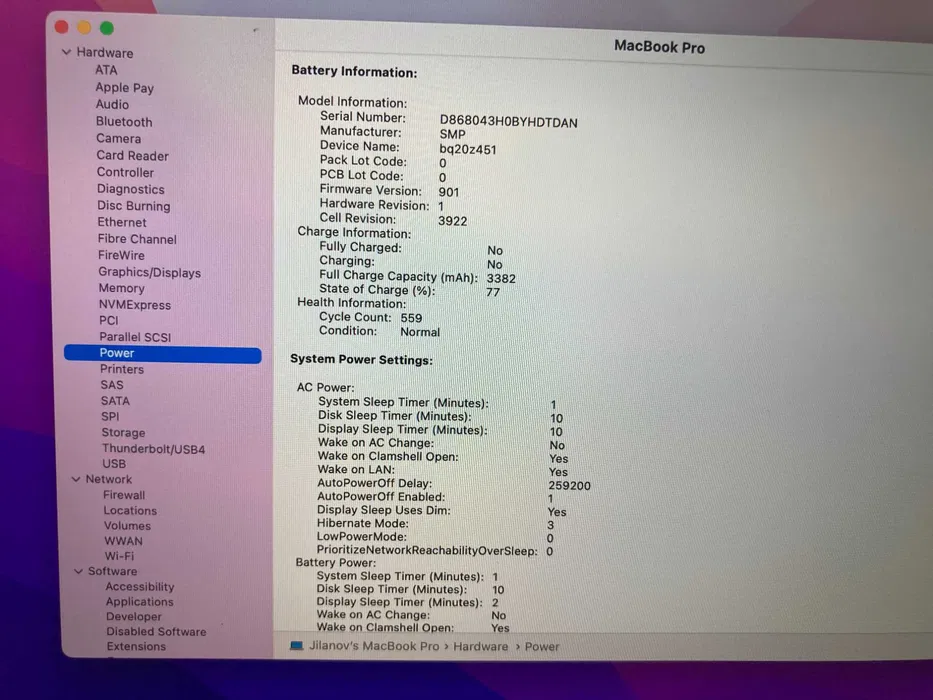 MacBook Pro
Hardware
ATA
Apple Pay
Audio
Bluetooth
Camera
Card Reader
Controller
Diagnostics
Disc Burning
Ethernet
Fibre Channel
FireWire
Graphics/Displays
Memory
NVMExpress
PCI
Parallel SCSI
Power
Printers
SAS
SATA
SPI
Storage
Thunderbolt/USB4
USB
Network
Firewall
Locations
Volumes
WWAN
Wi-Fi
Software
Accessibility
Applications
Developer
Disabled Software
Extensions
Battery Information:
Model Information:
Serial Number: D868043H0BYHDTDAN
Manufacturer: SMP
Device Name: bq20z451
Pack Lot Code: 0
PCB Lot Code: 0
Firmware Version: 901
Hardware Revision: 1
Cell Revision: 3922
Charge Information:
Fully Charged: No
Charging: No
Full Charge Capacity (mAh): 3382
State of Charge (%): 77
Health Information:
Cycle Count: 559
Condition: Normal
System Power Settings:
AC Power:
System Sleep Timer (Minutes): 1
Disk Sleep Timer (Minutes): 10
Display Sleep Timer (Minutes): 10
Wake on AC Change: No
Wake on Clamshell Open: Yes
Wake on LAN: Yes
AutoPowerOff Delay: 259200
AutoPowerOff Enabled: 1
Display Sleep Uses Dim: Yes
Hibernate Mode: 3
LowPowerMode: 0
PrioritizeNetworkReachabilityOverSleep: 0
Battery Power:
System Sleep Timer (Minutes): 1
Disk Sleep Timer (Minutes): 10
Display Sleep Timer (Minutes): 2
Wake on AC Change: No
Wake on Clamshell Open: Yes
Jilanov's MacBook Pro › Hardware › Power